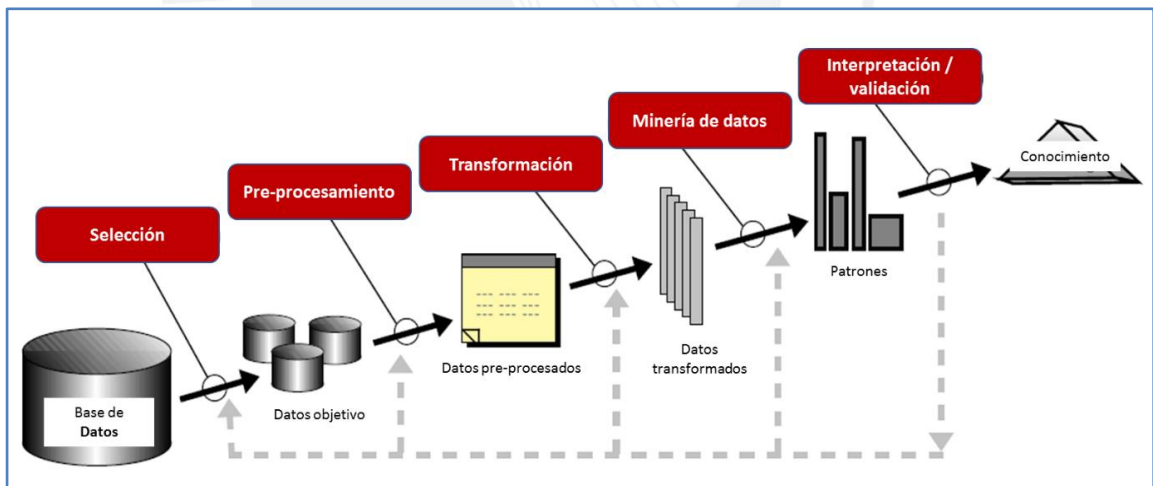 Interpretación /
validación
Minería de datos
Transformación
Pre-procesamiento
Selección
Conocimiento
Patrones
Datos
transformados
Datos pre-procesados
Datos objetivo
Base de
Datos